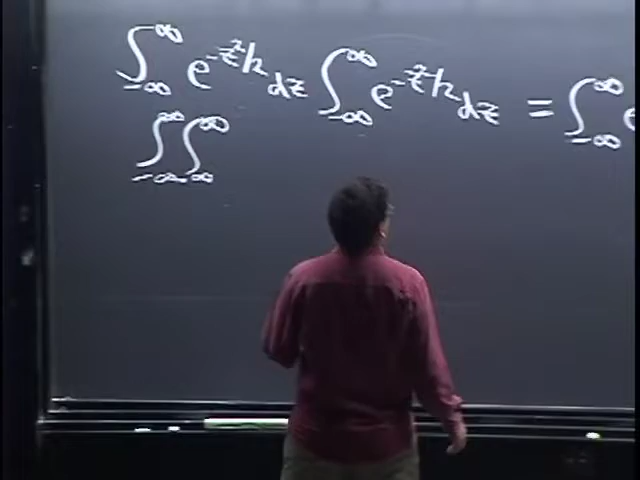 ∫_{-∞}^{∞} e^{-z²/2} dz ∫_{-∞}^{∞} e^{-z²/2} dz = ∫_{-∞}^{∞} e
∫_{-∞}^{∞} ∫_{-∞}^{∞}